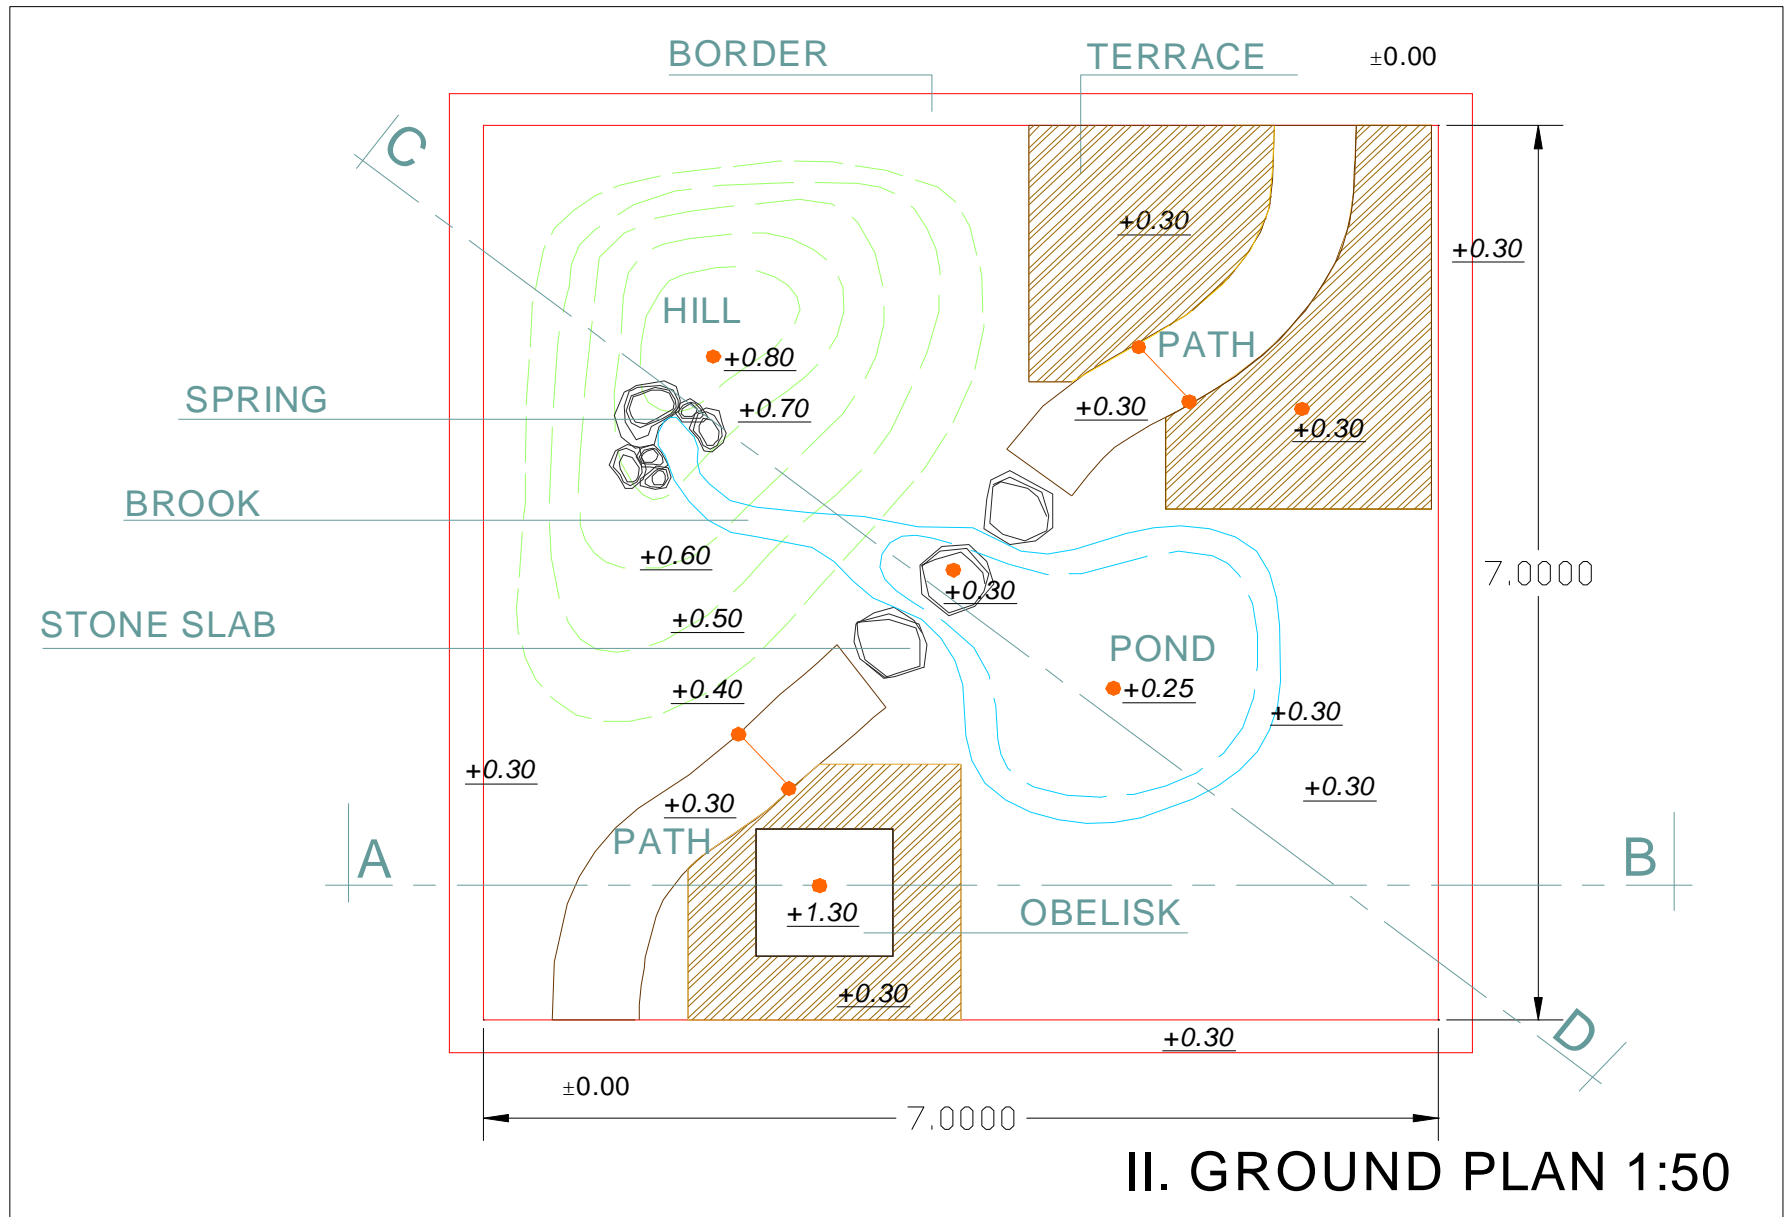 BORDER
TERRACE
±0.00
C
+0.30
+0.30
HILL
PATH
+0.80
SPRING
+0.70
+0.30
+0.30
BROOK
+0.60
7.0000
+0.30
STONE SLAB
+0.50
POND
+0.40
+0.25
+0.30
+0.30
+0.30
+0.30
PATH
A
B
+1.30
OBELISK
+0.30
+0.30
D
±0.00
7.0000
II. GROUND PLAN 1:50